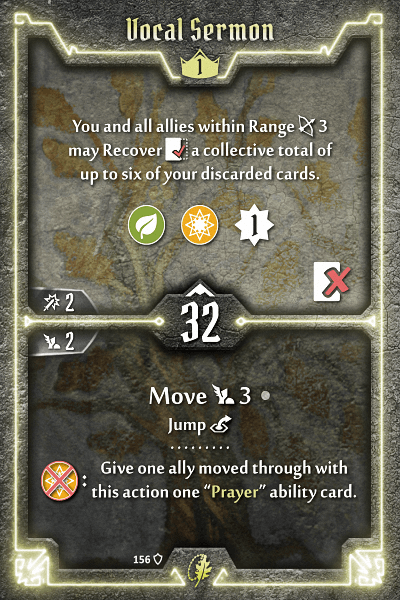 Vocal Sermon
1
You and all allies within Range 3
may Recover a collective total of
up to six of your discarded cards.
1
2
32
2
Move 3
Jump
: Give one ally moved through with
this action one “Prayer” ability card.
156